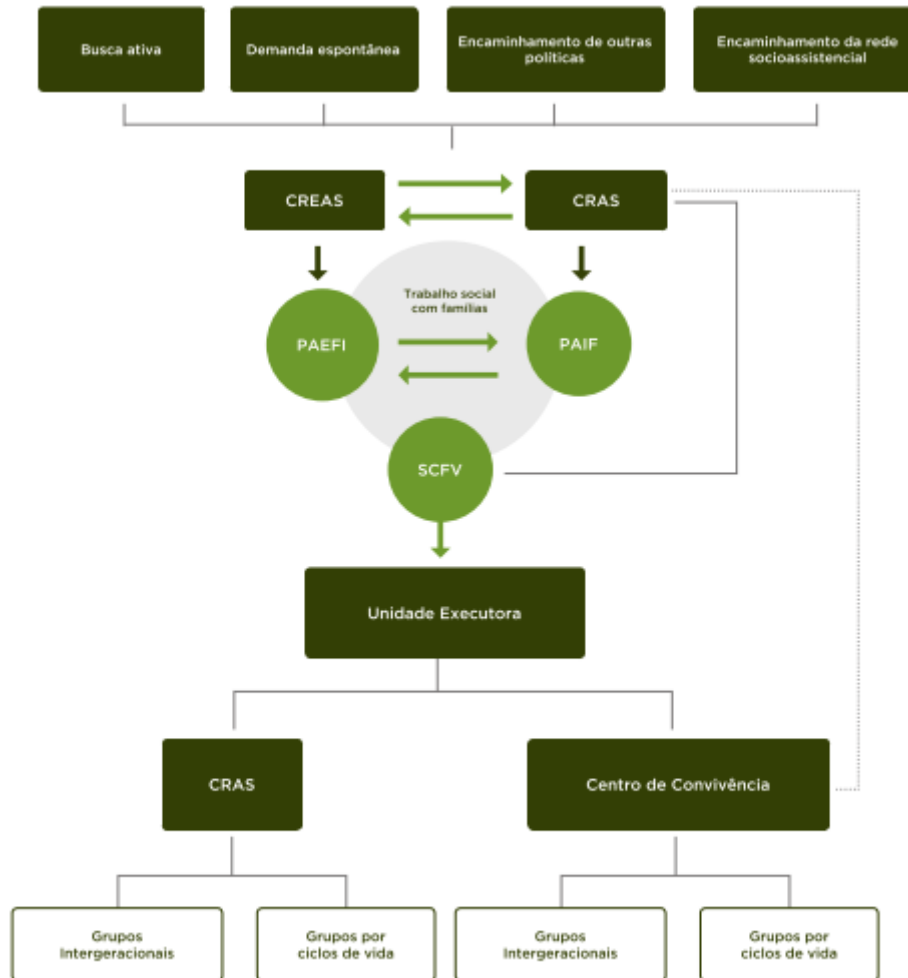 Busca ativa
Demanda espontânea
Encaminhamento de outras
políticas
Encaminhamento da rede
socioassistencial
CREAS
CRAS
Trabalho social
com famílias
PAEFI
PAIF
SCFV
Unidade Executora
CRAS
Centro de Convivência
Grupos
Intergeracionais
Grupos por
ciclos de vida
Grupos
Intergeracionais
Grupos por
ciclos de vida